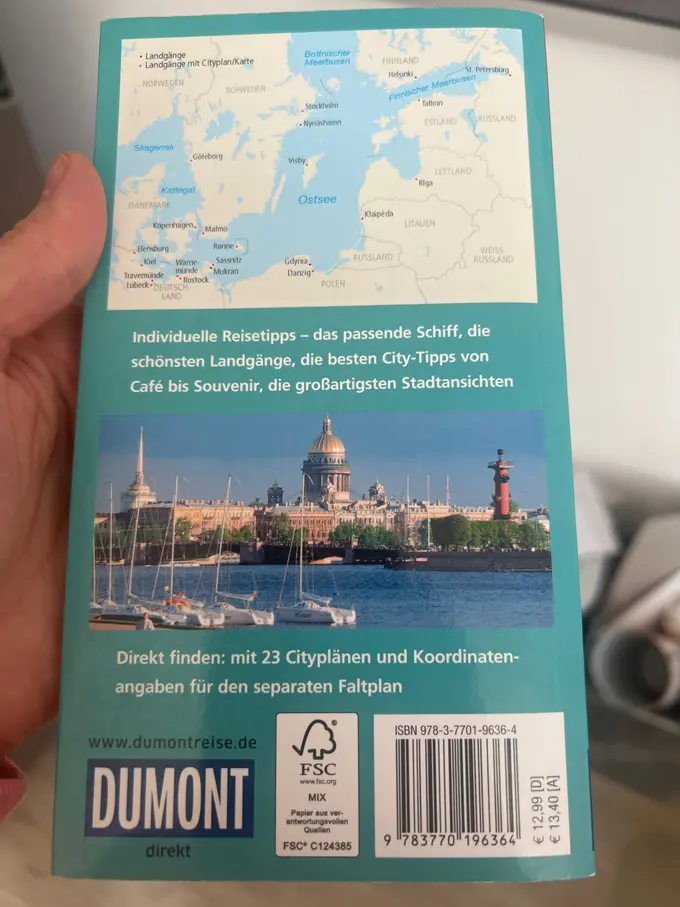 • Landgänge
• Landgänge mit Cityplan/Karte
Bottnischer
Meerbusen
FINNLAND
Helsinki
St. Petersburg
Finnischer Meerbusen
NORWEGEN
SCHWEDEN
Stockholm
Tallinn
Nynäshamn
ESTLAND
RUSSLAND
Skagerrak
Göteborg
Visby
LETTLAND
Riga
Kattegat
Ostsee
DÄNEMARK
Klaipėda
Kopenhagen
Malmö
LITAUEN
Flensburg
Rønne
Kiel
Warne-
münde
Sassnitz
Mukran
Gdynia
Danzig
RUSSLAND
WEISS-
RUSSLAND
Travemünde
Rostock
Lübeck
DEUTSCH-
LAND
POLEN
Individuelle Reisetipps – das passende Schiff, die
schönsten Landgänge, die besten City-Tipps von
Café bis Souvenir, die großartigsten Stadtansichten
Direkt finden: mit 23 Cityplänen und Koordinaten-
angaben für den separaten Faltplan
www.dumontreise.de
DUMONT
direkt
FSC®
www.fsc.org
MIX
Papier aus ver-
antwortungsvollen
Quellen
FSC® C124385
ISBN 978-3-7701-9636-4
9 783770 196364
€ 12,99 [D]
€ 13,40 [A]